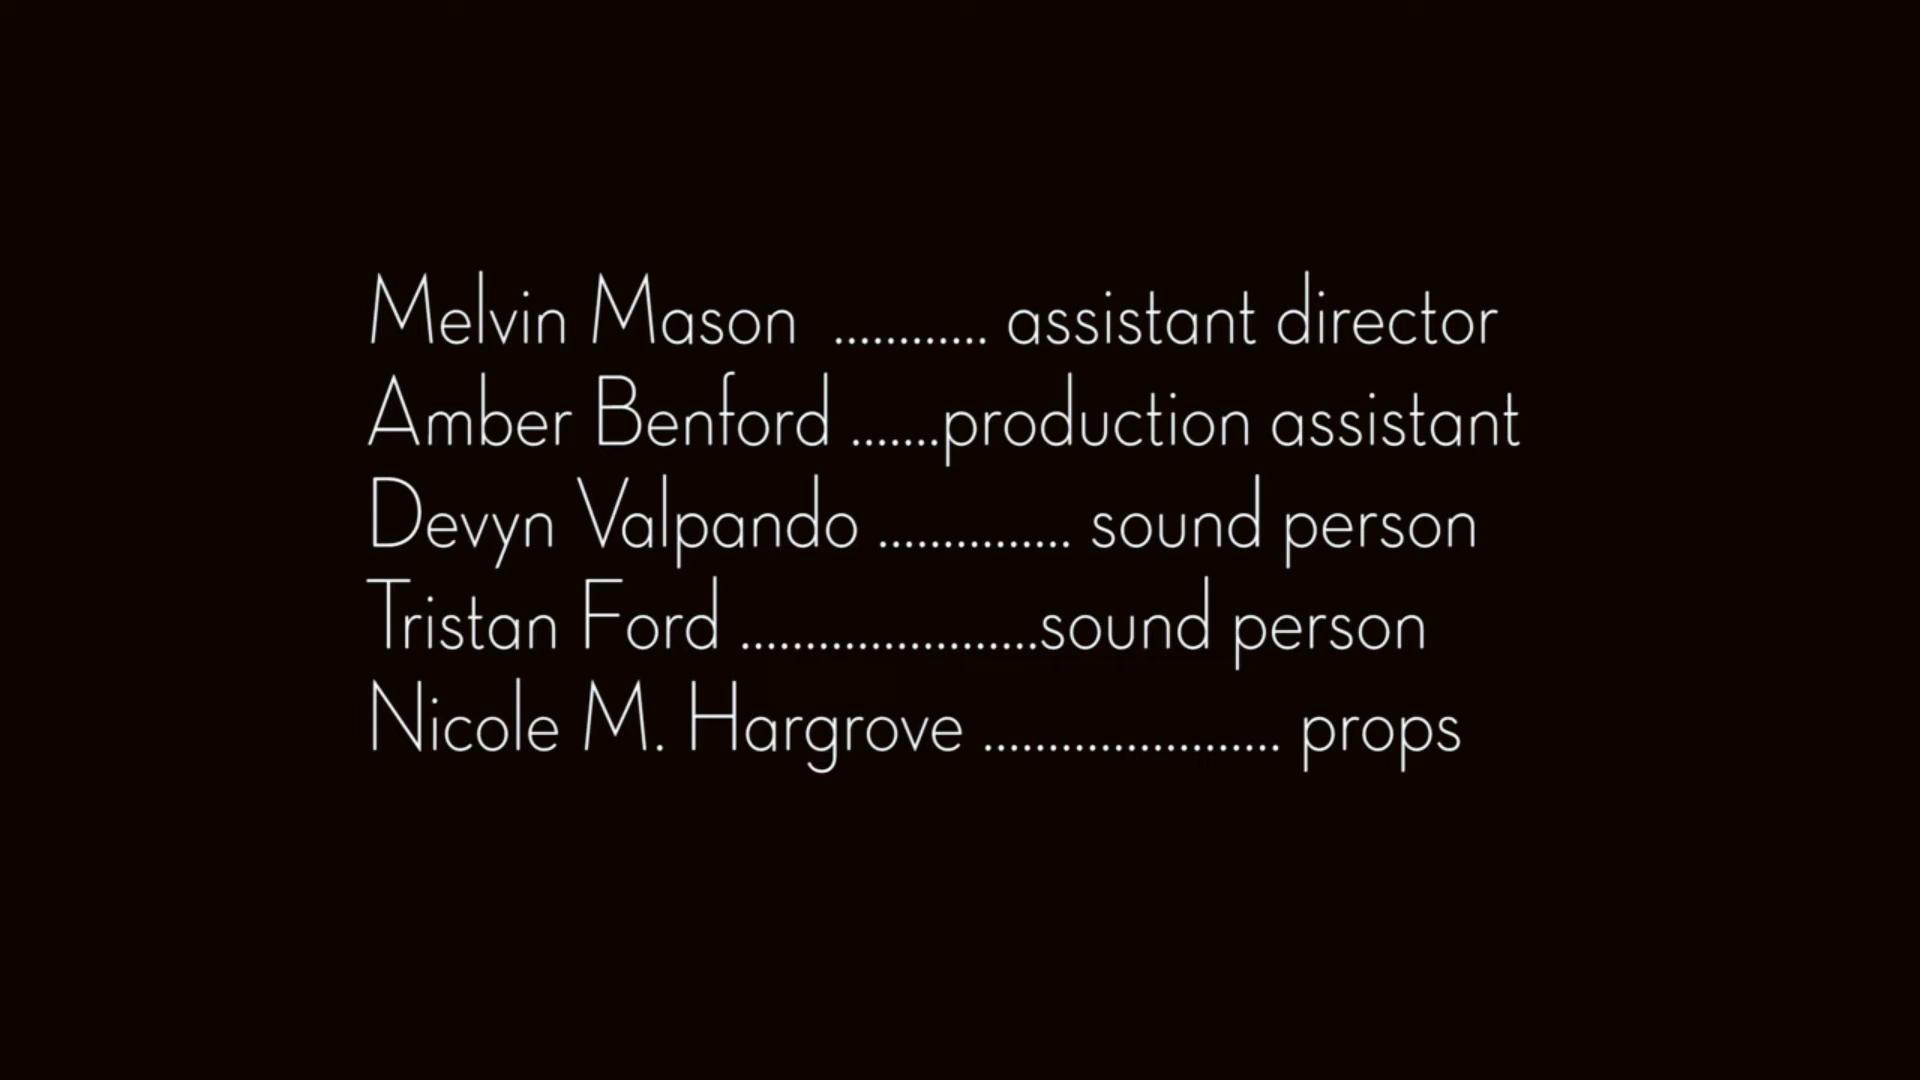 Melvin Mason ............ assistant director
Amber Benford .......production assistant
Devyn Valpando ............... sound person
Tristan Ford .......................sound person
Nicole M. Hargrove ....................... props